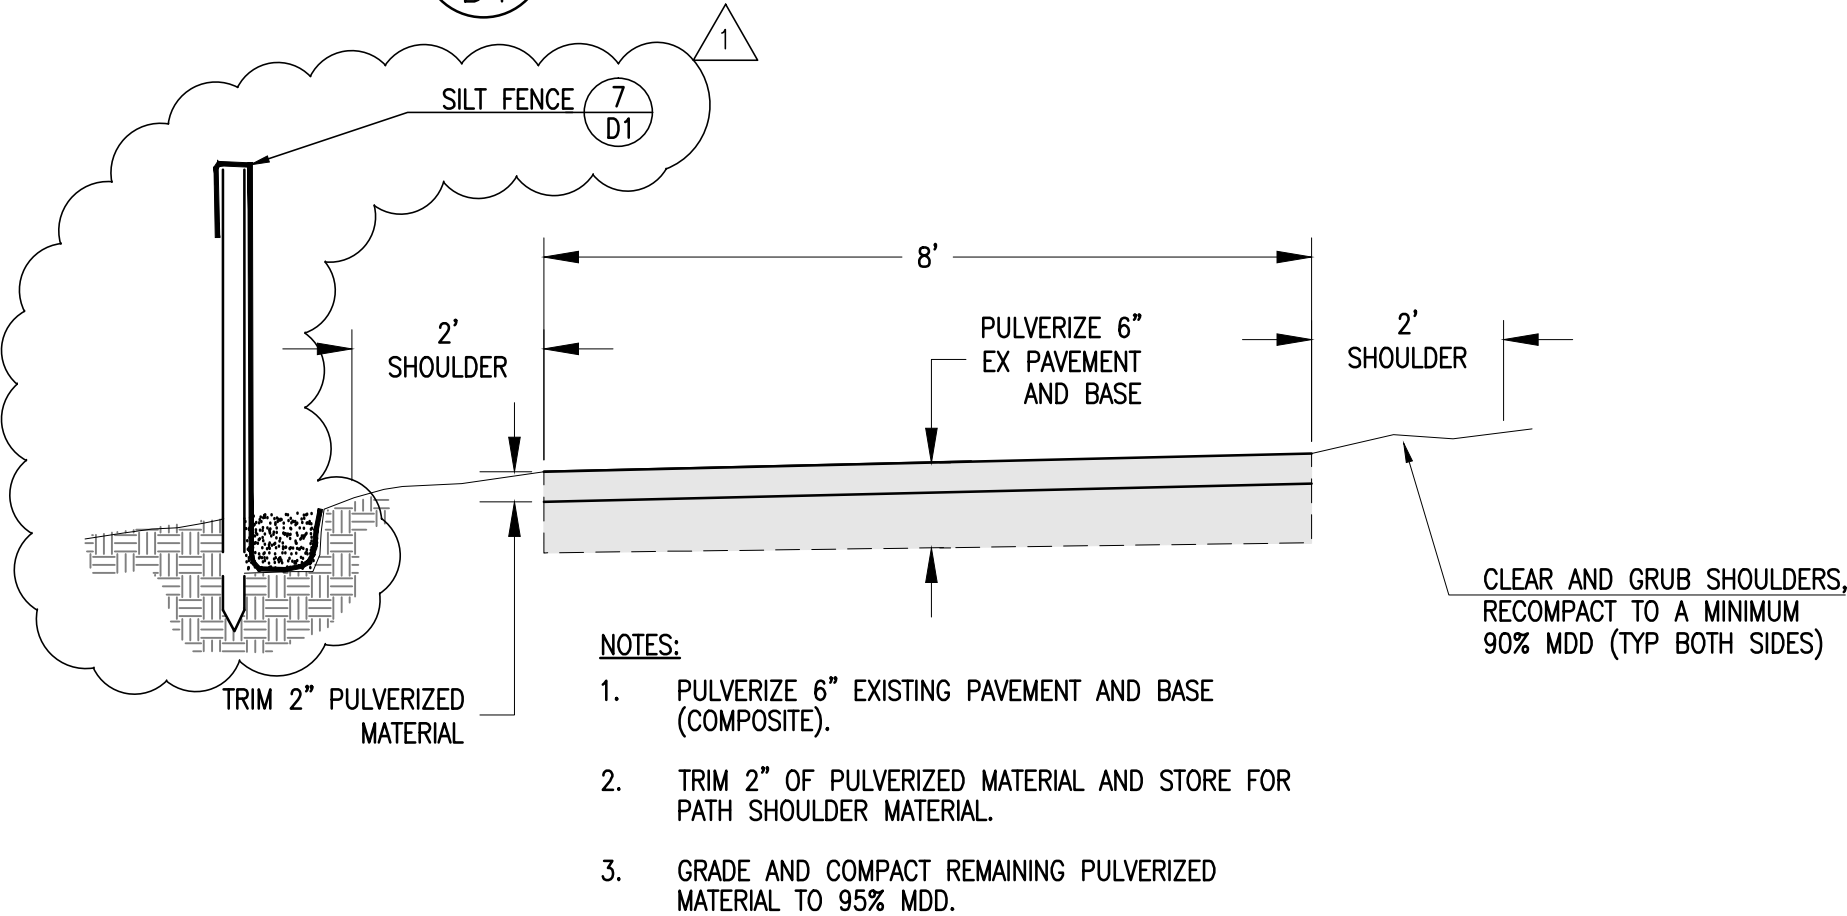 1
SILT FENCE
7
D1
8'
2'
SHOULDER
PULVERIZE 6"
EX PAVEMENT
AND BASE
2'
SHOULDER
CLEAR AND GRUB SHOULDERS,
RECOMPACT TO A MINIMUM
90% MDD (TYP BOTH SIDES)
TRIM 2" PULVERIZED
MATERIAL
NOTES:
1. PULVERIZE 6" EXISTING PAVEMENT AND BASE
(COMPOSITE).
2. TRIM 2" OF PULVERIZED MATERIAL AND STORE FOR
PATH SHOULDER MATERIAL.
3. GRADE AND COMPACT REMAINING PULVERIZED
MATERIAL TO 95% MDD.